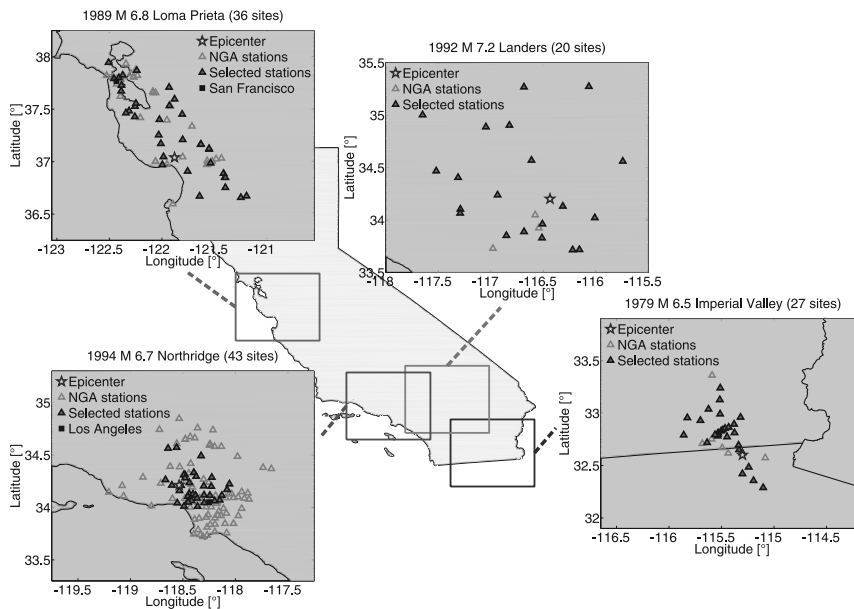 1989 M 6.8 Loma Prieta (36 sites)
Epicenter
NGA stations
Selected stations
San Francisco
38
37.5
37
36.5
Latitude [°]
-123
-122.5
-122
-121.5
-121
Longitude [°]
1992 M 7.2 Landers (20 sites)
Epicenter
NGA stations
Selected stations
35.5
35
34.5
34
33.5
Latitude [°]
-118
-117.5
-117
-116.5
-116
-115.5
Longitude [°]
1994 M 6.7 Northridge (43 sites)
Epicenter
NGA stations
Selected stations
Los Angeles
35
34.5
34
33.5
Latitude [°]
-119.5
-119
-118.5
-118
-117.5
Longitude [°]
1979 M 6.5 Imperial Valley (27 sites)
Epicenter
NGA stations
Selected stations
33.5
33
32.5
32
Latitude [°]
-116.5
-116
-115.5
-115
-114.5
Longitude [°]